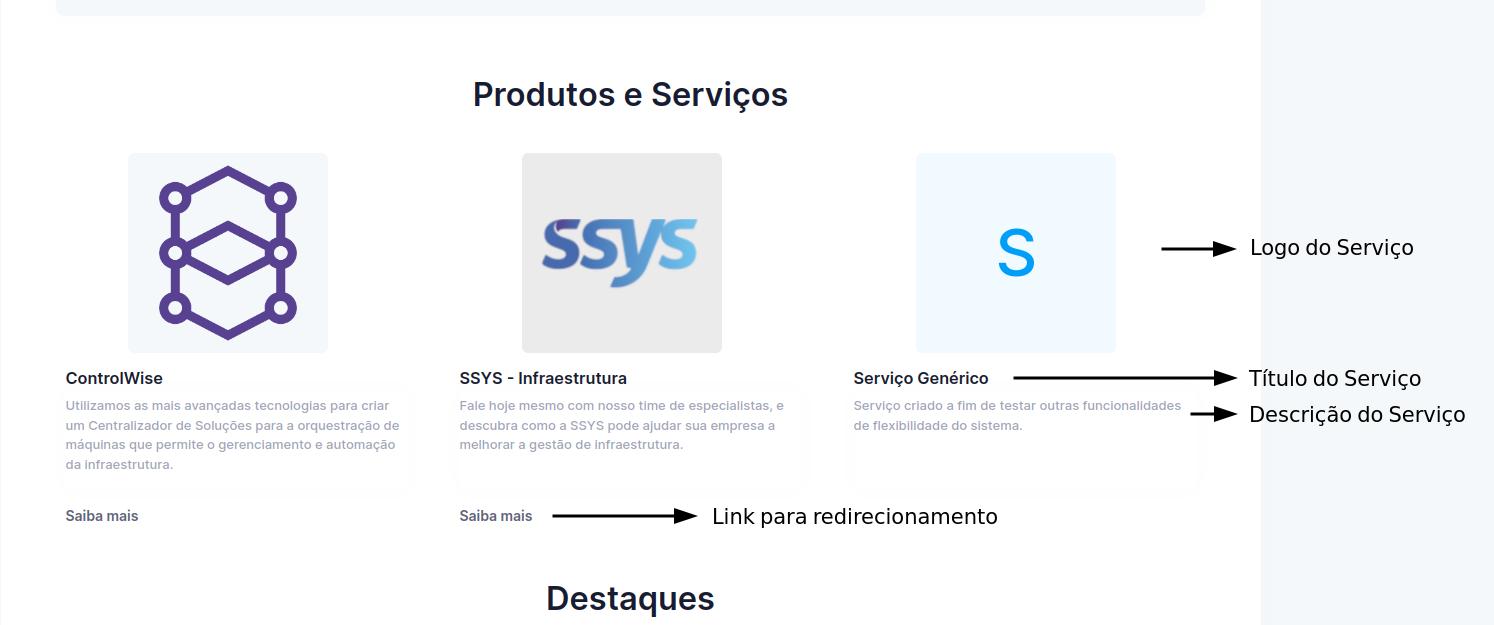 Produtos e Serviços
ssys
S
Logo do Serviço
ControlWise
Utilizamos as mais avançadas tecnologias para criar
um Centralizador de Soluções para a orquestração de
máquinas que permite o gerenciamento e automação
da infraestrutura.
Saiba mais
SSYS - Infraestrutura
Fale hoje mesmo com nosso time de especialistas, e
descubra como a SSYS pode ajudar sua empresa a
melhorar a gestão de infraestrutura.
Saiba mais
Link para redirecionamento
Serviço Genérico
Título do Serviço
Serviço criado a fim de testar outras funcionalidades
de flexibilidade do sistema.
Descrição do Serviço
Destaques